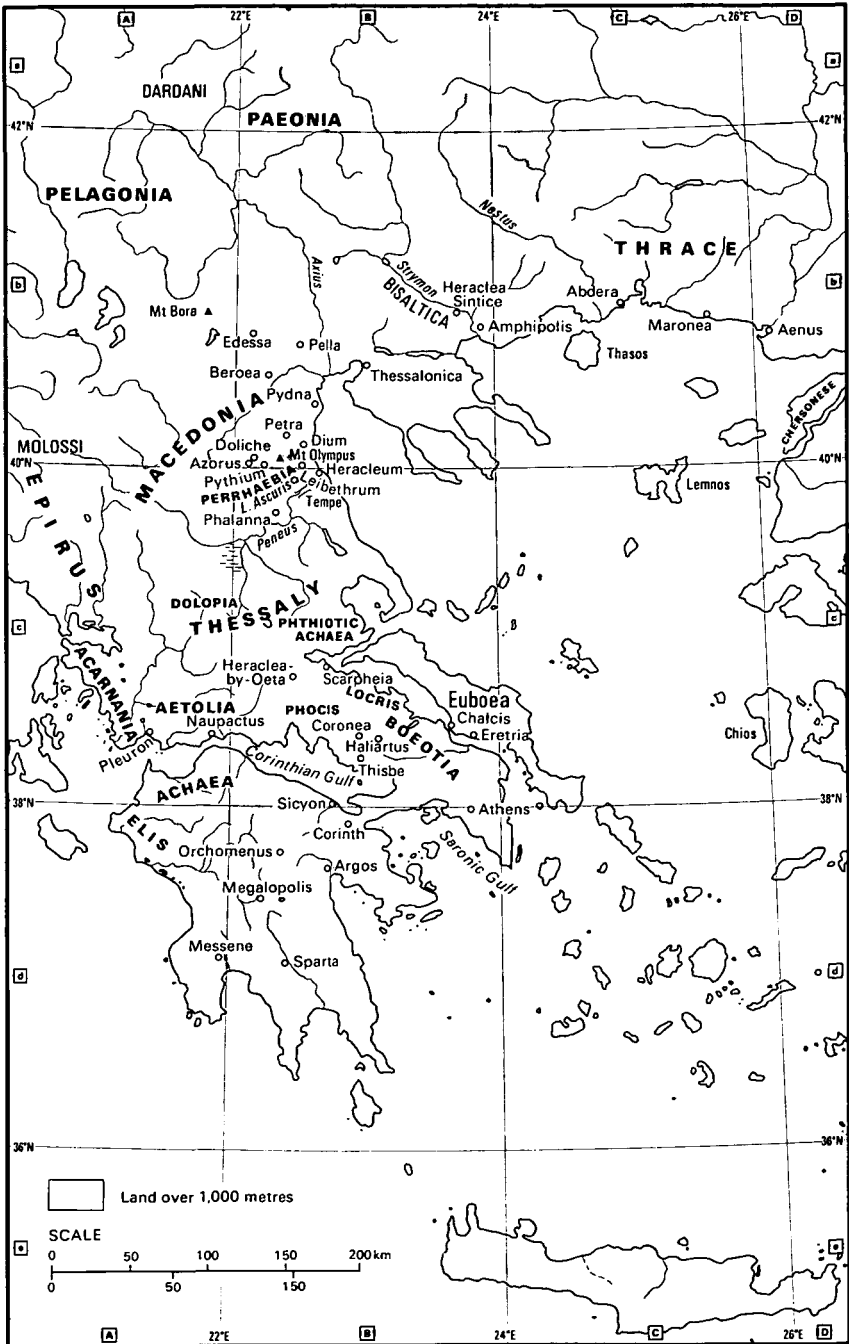 A
22°E
B
24°E
C
26°E
D
a
DARDANI
a
42°N
PAEONIA
42°N
PELAGONIA
Nestus
THRACE
b
Axius
Strymon
Heraclea
Sintice
b
BISALTICA
Abdera
Mt Bora
Amphipolis
Maronea
Aenus
Edessa
Pella
Thasos
Beroea
Thessalonica
Pydna
CHERSONESE
MACEDONIA
Petra
MOLOSSI
Doliche
Dium
Mt Olympus
Azorus
Heracleum
40°N
40°N
Pythium
PERRHAEBIA
Leibethrum
Lemnos
L. Ascuris
Tempe
EPIRUS
Phalanna
Peneus
c
DOLOPIA
THESSALY
PHTHIOTIC
ACHAEA
c
ACARNANIA
Heraclea-
by-Oeta
Scarpheia
LOCRIS
Euboea
AETOLIA
PHOCIS
Chalcis
Naupactus
Coronea
BOEOTIA
Eretria
Chios
Pleuron
Haliartus
Corinthian Gulf
Thisbe
ACHAEA
38°N
Sicyon
Athens
38°N
ELIS
Corinth
Saronic Gulf
Orchomenus
Argos
Megalopolis
Messene
Sparta
d
d
36°N
36°N
Land over 1,000 metres
SCALE
0 50 100 150 200 km
0 50 100 150
e
e
A
22°E
B
24°E
C
26°E
D